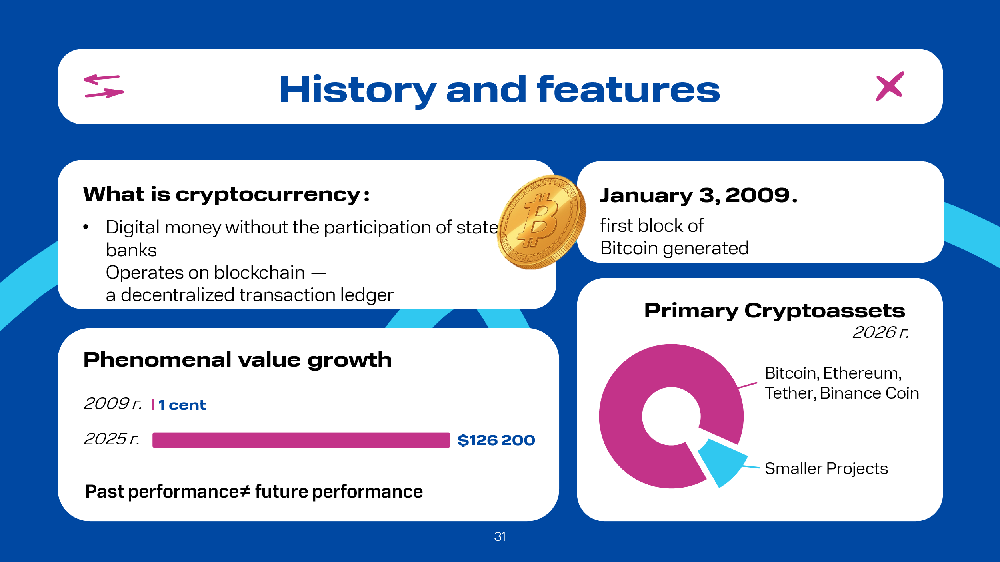 History and features
What is cryptocurrency:
• Digital money without the participation of state
banks
Operates on blockchain —
a decentralized transaction ledger
January 3, 2009.
first block of
Bitcoin generated
Phenomenal value growth
2009 г. 1 cent
2025 г. $126 200
Past performance≠ future performance
Primary Cryptoassets
2026 г.
Bitcoin, Ethereum,
Tether, Binance Coin
Smaller Projects
31